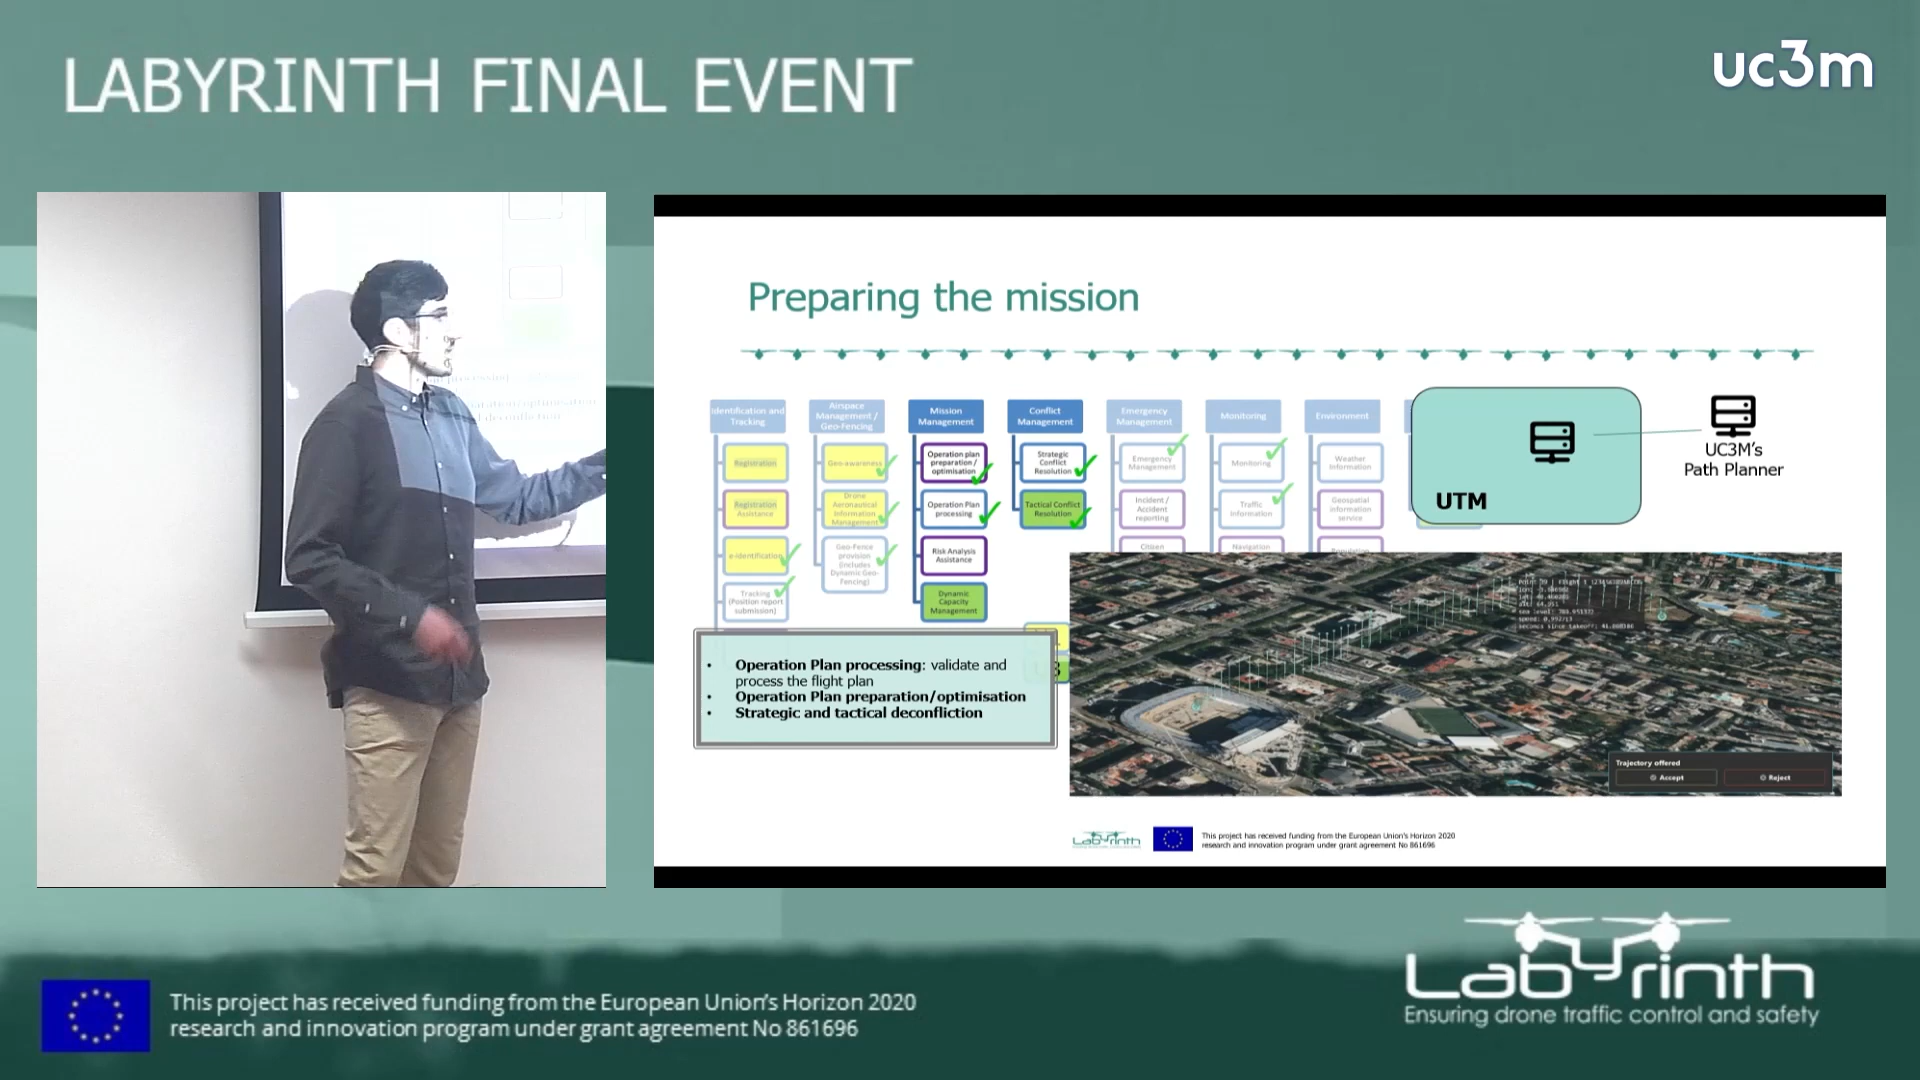 LABYRINTH FINAL EVENT
uc3m
Preparing the mission
Identification and
Tracking
Registration
Registration
Assistance
e-identification
Tracking
(Position report
submission)
Airspace
Management /
Geo-Fencing
Geo-awareness
Drone
Aeronautical
Information
Management
Geo-Fence
provision
(includes
Dynamic Geo-
Fencing)
Mission
Management
Operation plan
preparation /
optimisation
Operation Plan
processing
Risk Analysis
Assistance
Dynamic
Capacity
Management
Conflict
Management
Strategic
Conflict
Resolution
Tactical Conflict
Resolution
Emergency
Management
Emergency
Management
Incident /
Accident
reporting
Citizen
Monitoring
Monitoring
Traffic
Information
Navigation
Environment
Weather
Information
Geospatial
information
service
Population
UTM
UC3M's
Path Planner
• Operation Plan processing: validate and
process the flight plan
• Operation Plan preparation/optimisation
• Strategic and tactical deconfliction
Trajectory offered
Accept
Reject
Labyrinth
This project has received funding from the European Union's Horizon 2020
research and innovation program under grant agreement No 861696
This project has received funding from the European Union's Horizon 2020
research and innovation program under grant agreement No 861696
Labyrinth
Ensuring drone traffic control and safety